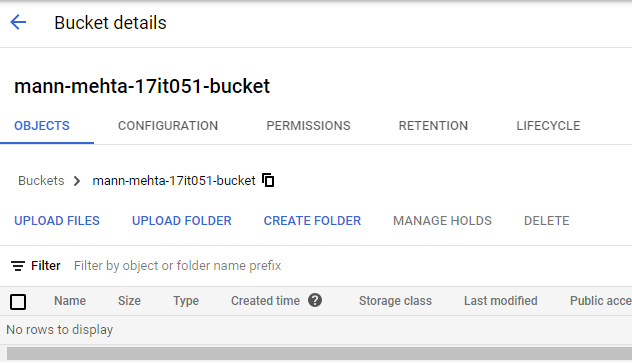 Bucket details
mann-mehta-17it051-bucket
OBJECTS CONFIGURATION PERMISSIONS RETENTION LIFECYCLE
Buckets > mann-mehta-17it051-bucket
UPLOAD FILES UPLOAD FOLDER CREATE FOLDER MANAGE HOLDS DELETE
Filter Filter by object or folder name prefix
Name Size Type Created time ? Storage class Last modified Public acce
No rows to display